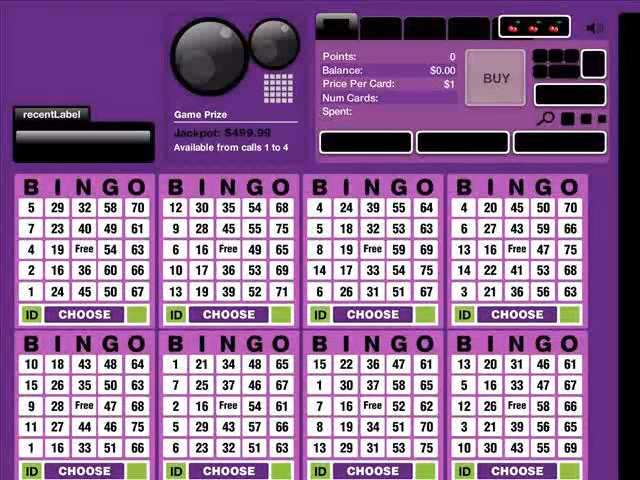 Points: 0
Balance: $0.00
Price Per Card: $1
Num Cards:
Spent:
BUY
recentLabel
Game Prize
Jackpot: $499.99
Available from calls 1 to 4
B I N G O
5 29 32 58 70
7 23 40 49 61
4 19 Free 54 63
2 16 36 60 66
1 24 45 50 67
ID CHOOSE
B I N G O
12 30 35 54 68
9 28 45 55 75
6 16 Free 49 65
10 17 36 53 69
13 19 39 52 71
ID CHOOSE
B I N G O
4 24 39 55 64
5 18 32 53 63
8 19 Free 59 69
14 17 33 54 75
6 26 31 51 67
ID CHOOSE
B I N G O
4 20 45 50 70
6 27 43 59 66
13 16 Free 47 75
14 22 41 53 68
3 21 36 56 63
ID CHOOSE
B I N G O
10 18 43 48 64
15 26 35 50 63
9 28 Free 47 68
11 27 44 46 75
1 16 33 51 66
ID CHOOSE
B I N G O
1 21 34 48 65
7 18 37 46 67
2 16 Free 59 66
5 29 43 57 66
6 23 32 51 63
ID CHOOSE
B I N G O
15 22 36 47 61
1 30 37 58 65
7 16 Free 52 62
8 19 34 51 70
13 29 31 53 75
ID CHOOSE
B I N G O
13 20 31 46 61
5 16 33 47 67
12 26 Free 58 66
3 21 39 56 65
10 30 43 55 69
ID CHOOSE